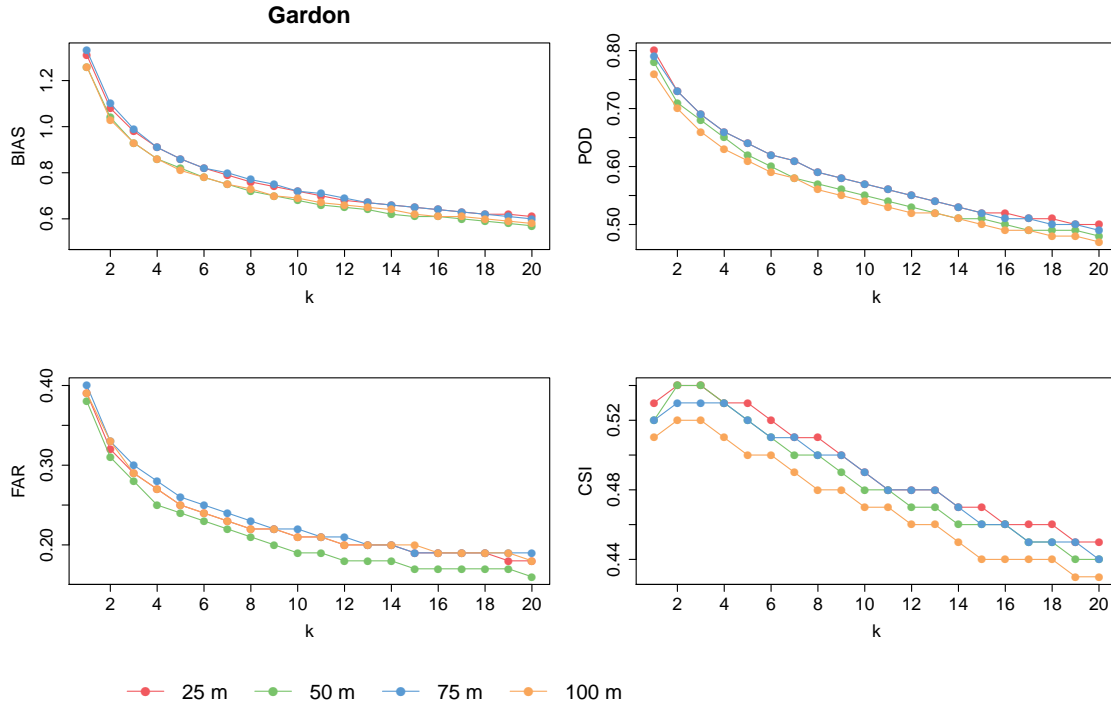 Gardon
BIAS
1.2
1.0
0.8
0.6
2 4 6 8 10 12 14 16 18 20
k
POD
0.80
0.70
0.60
0.50
2 4 6 8 10 12 14 16 18 20
k
FAR
0.40
0.30
0.20
2 4 6 8 10 12 14 16 18 20
k
CSI
0.52
0.48
0.44
2 4 6 8 10 12 14 16 18 20
k
25 m 50 m 75 m 100 m